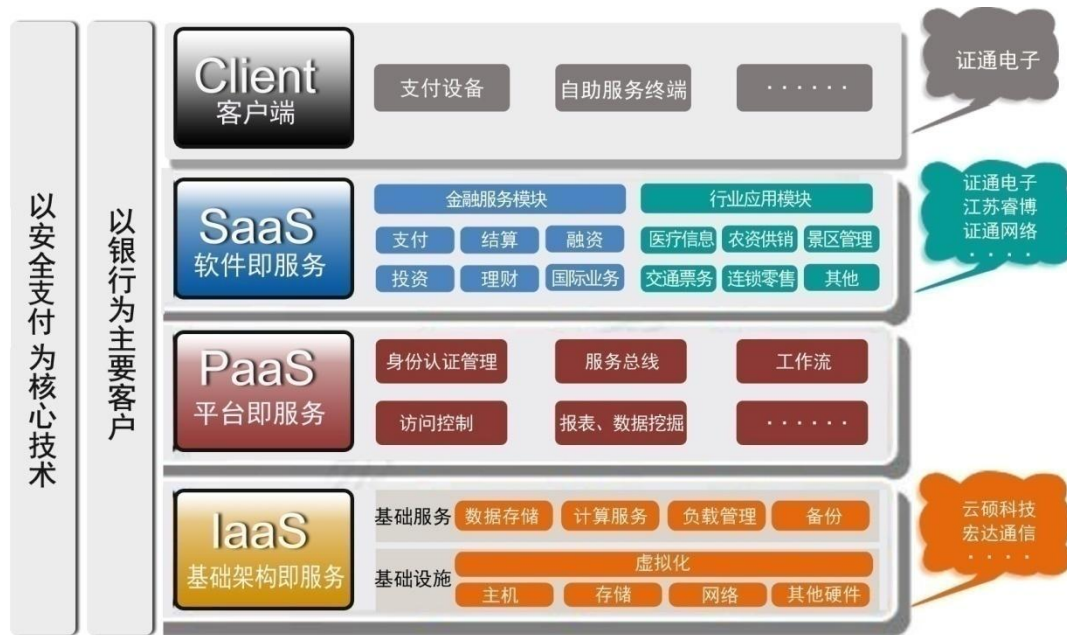 以安全支付为核心技术
以银行为主要客户
Client
客户端
支付设备
自助服务终端
······
证通电子
SaaS
软件即服务
金融服务模块
支付
结算
融资
投资
理财
国际业务
行业应用模块
医疗信息
农资供销
景区管理
交通票务
连锁零售
其他
证通电子
江苏睿博
证通网络
····
PaaS
平台即服务
身份认证管理
服务总线
工作流
访问控制
报表、数据挖掘
······
IaaS
基础架构即服务
基础服务
数据存储
计算服务
负载管理
备份
基础设施
虚拟化
主机
存储
网络
其他硬件
云硕科技
宏达通信
····